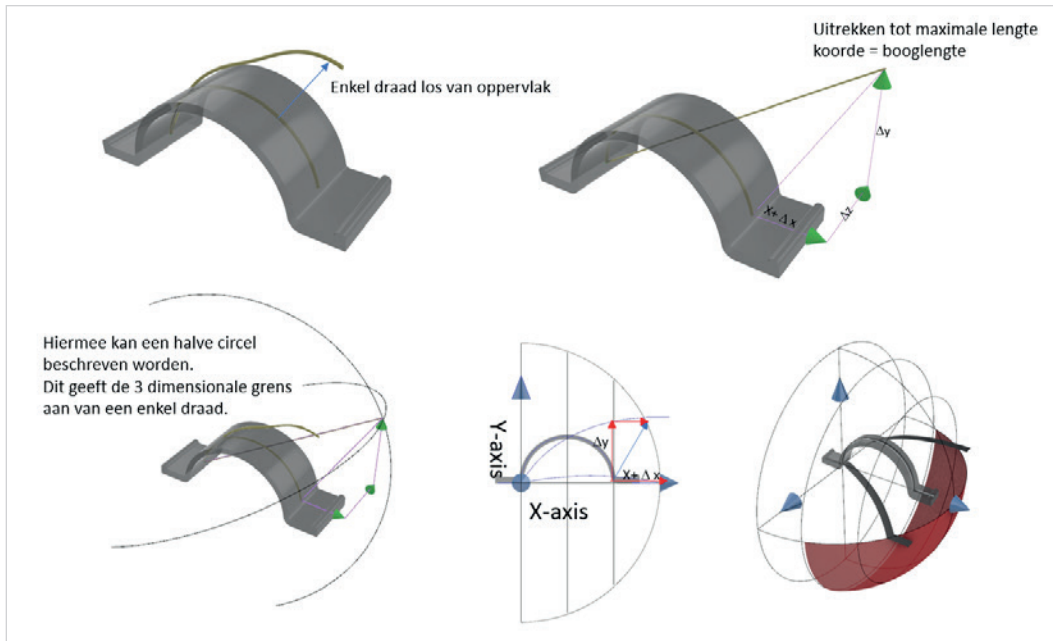 Enkel draad los van oppervlak
Uitrekken tot maximale lengte
koorde = booglengte
Δy
Δz
X+ Δ x
Hiermee kan een halve circel
beschreven worden.
Dit geeft de 3 dimensionale grens
aan van een enkel draad.
Y-axis
Δy
X+ Δ x
X-axis